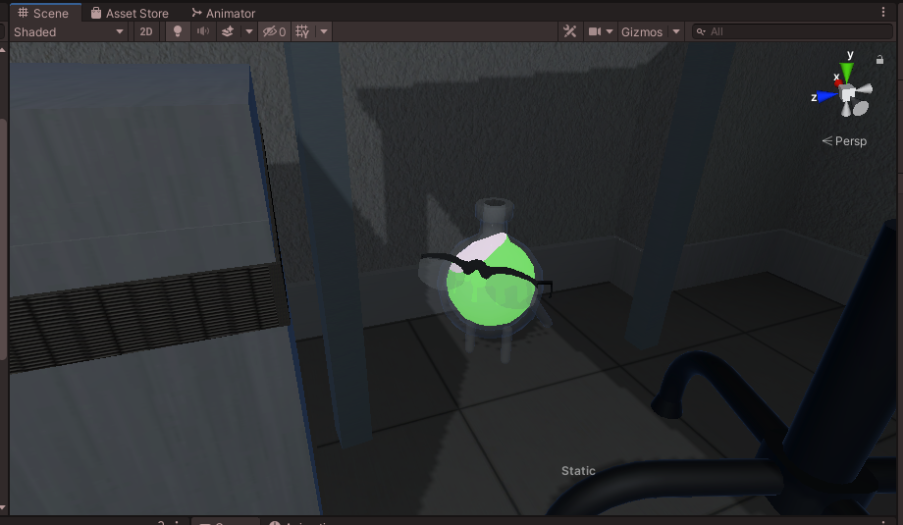 Scene Asset Store Animator
Shaded 2D 0 Gizmos All
y
x
z
Persp
Static